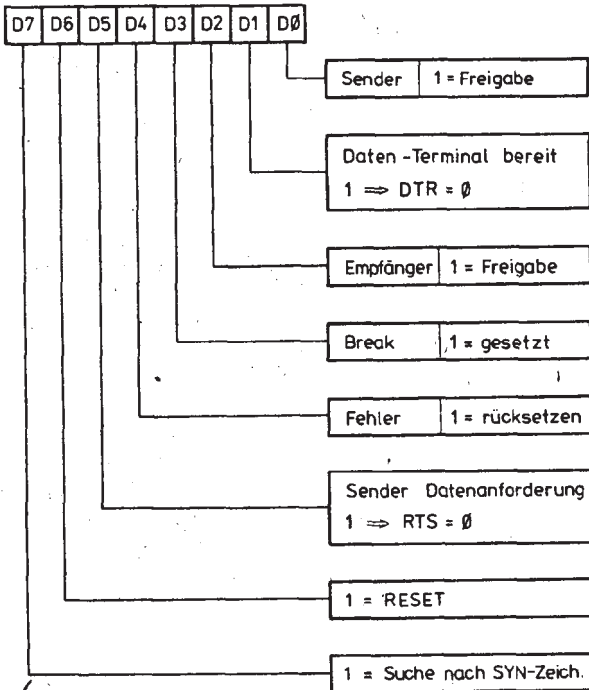 D7 D6 D5 D4 D3 D2 D1 DØ
Sender 1 = Freigabe
Daten-Terminal bereit
1 ⇒ DTR = Ø
Empfänger 1 = Freigabe
Break 1 = gesetzt
Fehler 1 = rücksetzen
Sender Datenanforderung
1 ⇒ RTS = Ø
1 = RESET
1 = Suche nach SYN-Zeich.